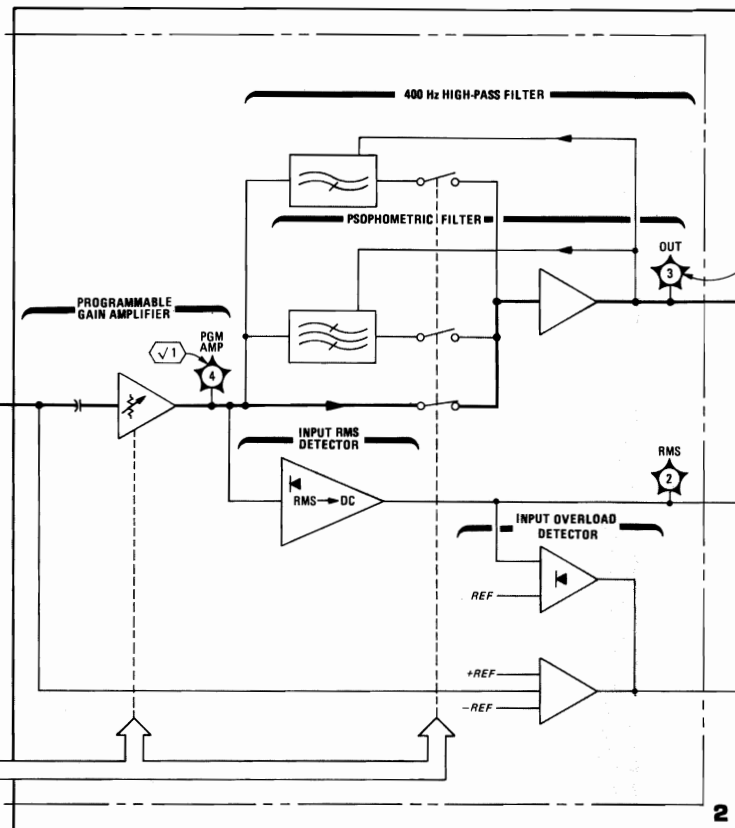 400 Hz HIGH-PASS FILTER
PSOPHOMETRIC FILTER
OUT
3
PROGRAMMABLE
GAIN AMPLIFIER
PGM
AMP
√1
4
INPUT RMS
DETECTOR
RMS → DC
RMS
2
INPUT OVERLOAD
DETECTOR
REF
+REF
−REF
2